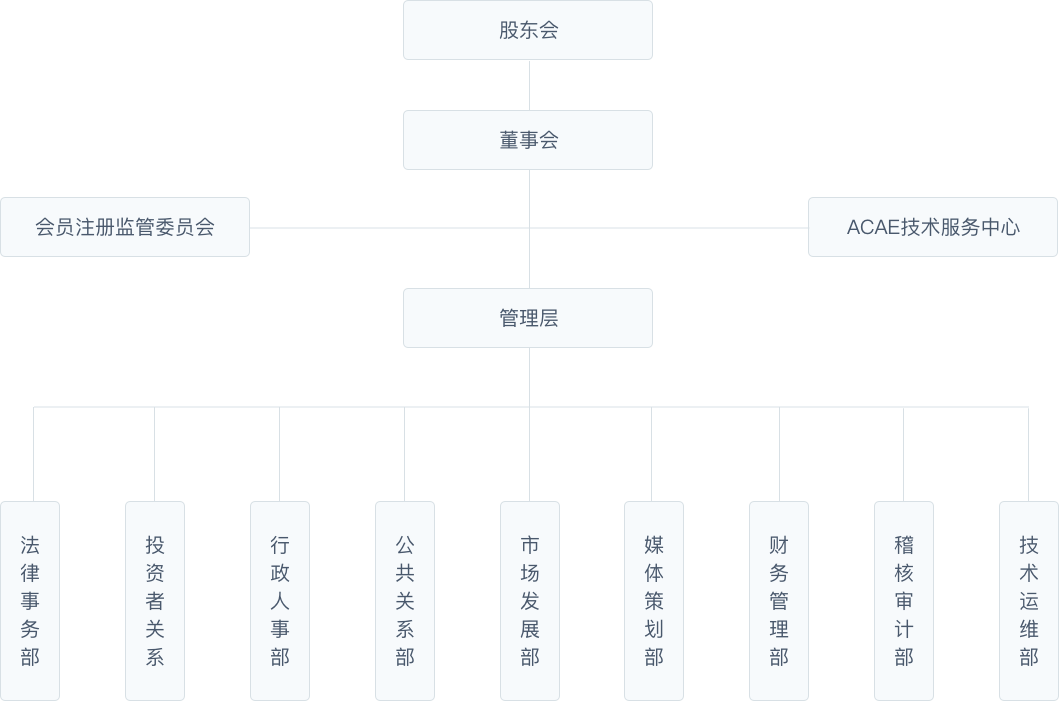 股东会
董事会
会员注册监管委员会
ACAE技术服务中心
管理层
法律事务部
投资者关系
行政人事部
公共关系部
市场发展部
媒体策划部
财务管理部
稽核审计部
技术运维部